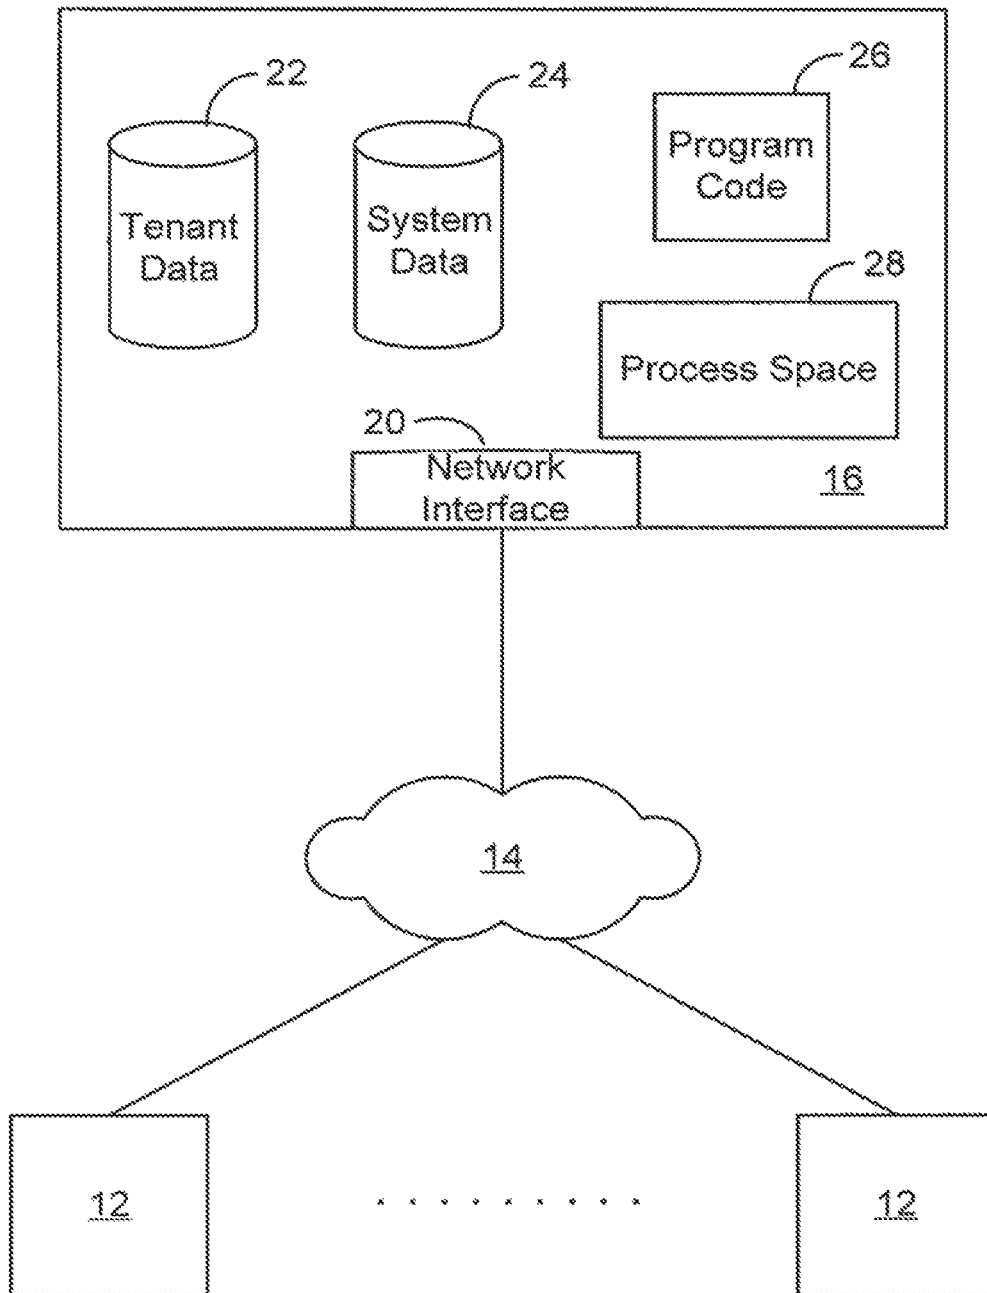 22
24
26
Tenant
Data
System
Data
Program
Code
28
Process Space
20
Network
Interface
16
14
12
. . . . . . . . .
12